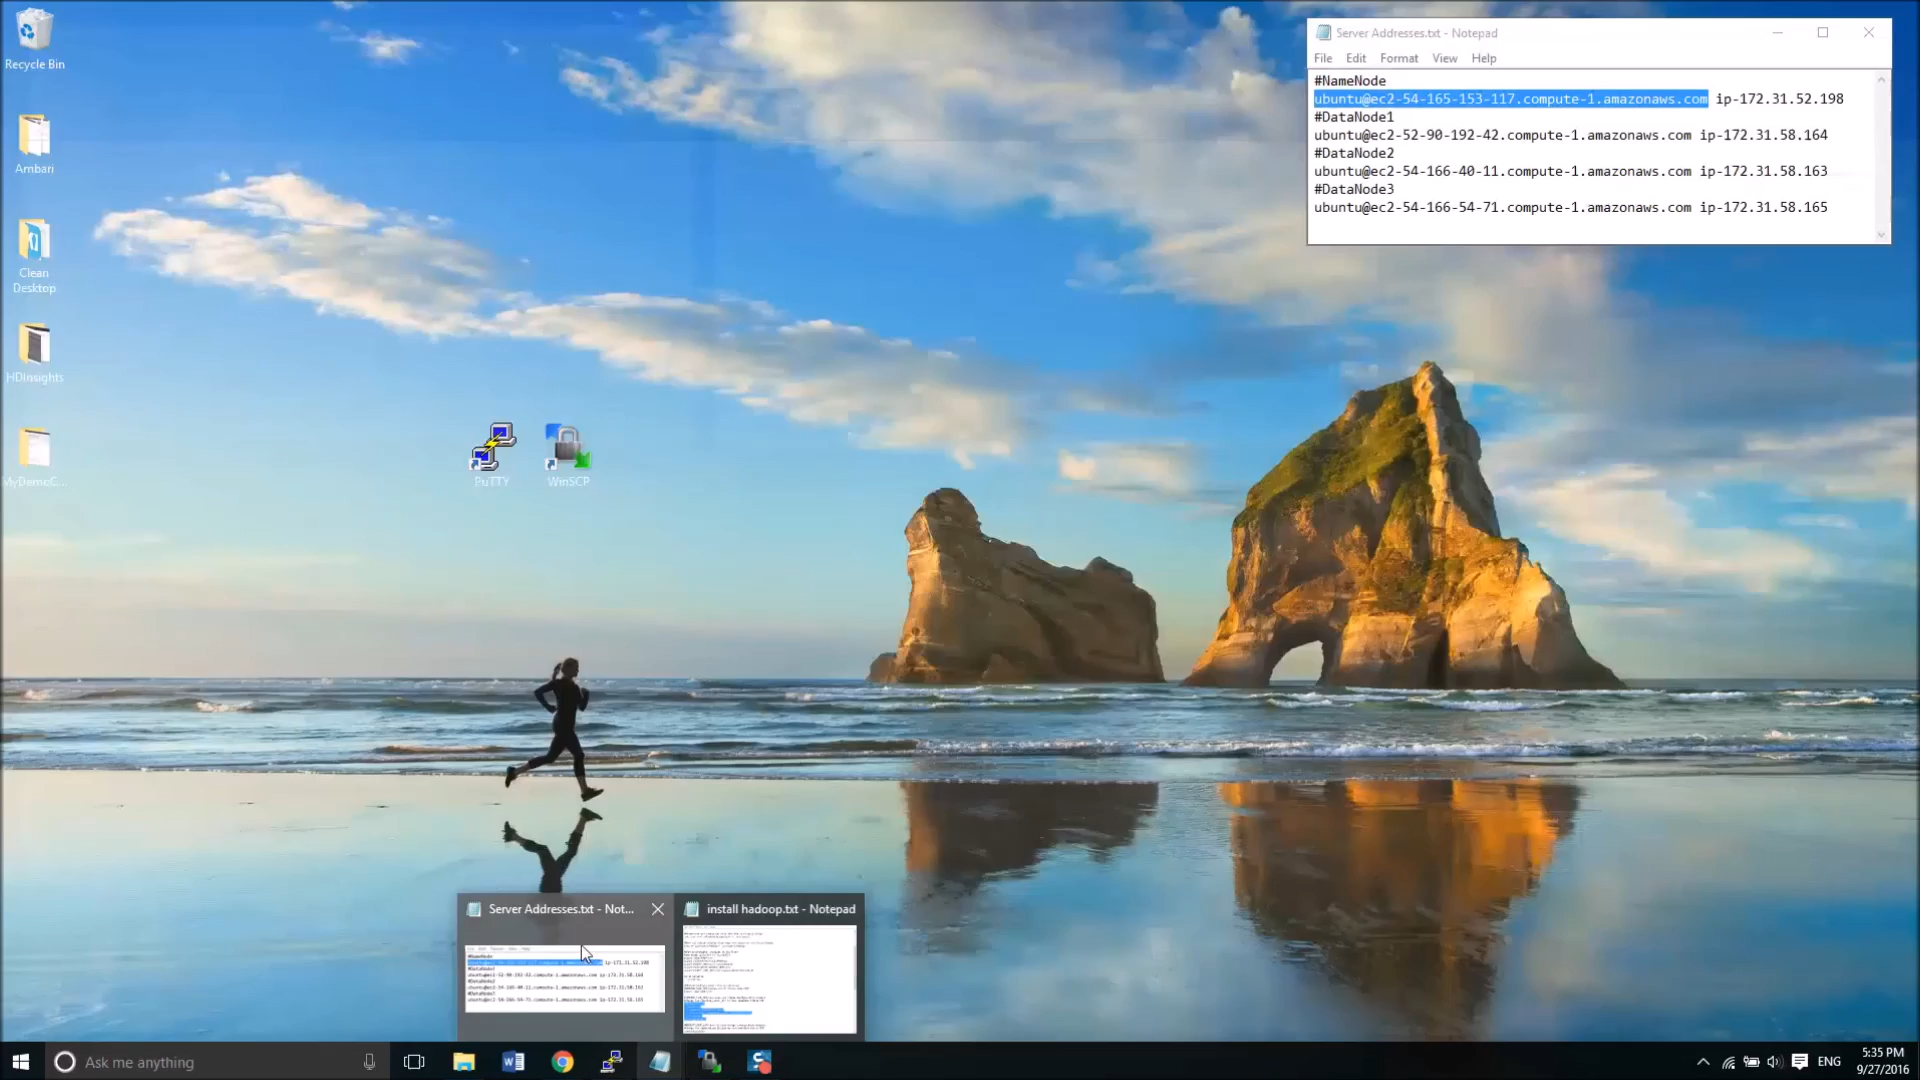 Recycle Bin
Ambari
Clean
Desktop
HDInsights
MyDemoC...
PuTTY
WinSCP
Server Addresses.txt - Notepad
File Edit Format View Help
#NameNode
ubuntu@ec2-54-165-153-117.compute-1.amazonaws.com ip-172.31.52.198
#DataNode1
ubuntu@ec2-52-90-192-42.compute-1.amazonaws.com ip-172.31.58.164
#DataNode2
ubuntu@ec2-54-166-40-11.compute-1.amazonaws.com ip-172.31.58.163
#DataNode3
ubuntu@ec2-54-166-54-71.compute-1.amazonaws.com ip-172.31.58.165
Server Addresses.txt - Not...
install hadoop.txt - Notepad
Ask me anything
ENG
5:35 PM
9/27/2016